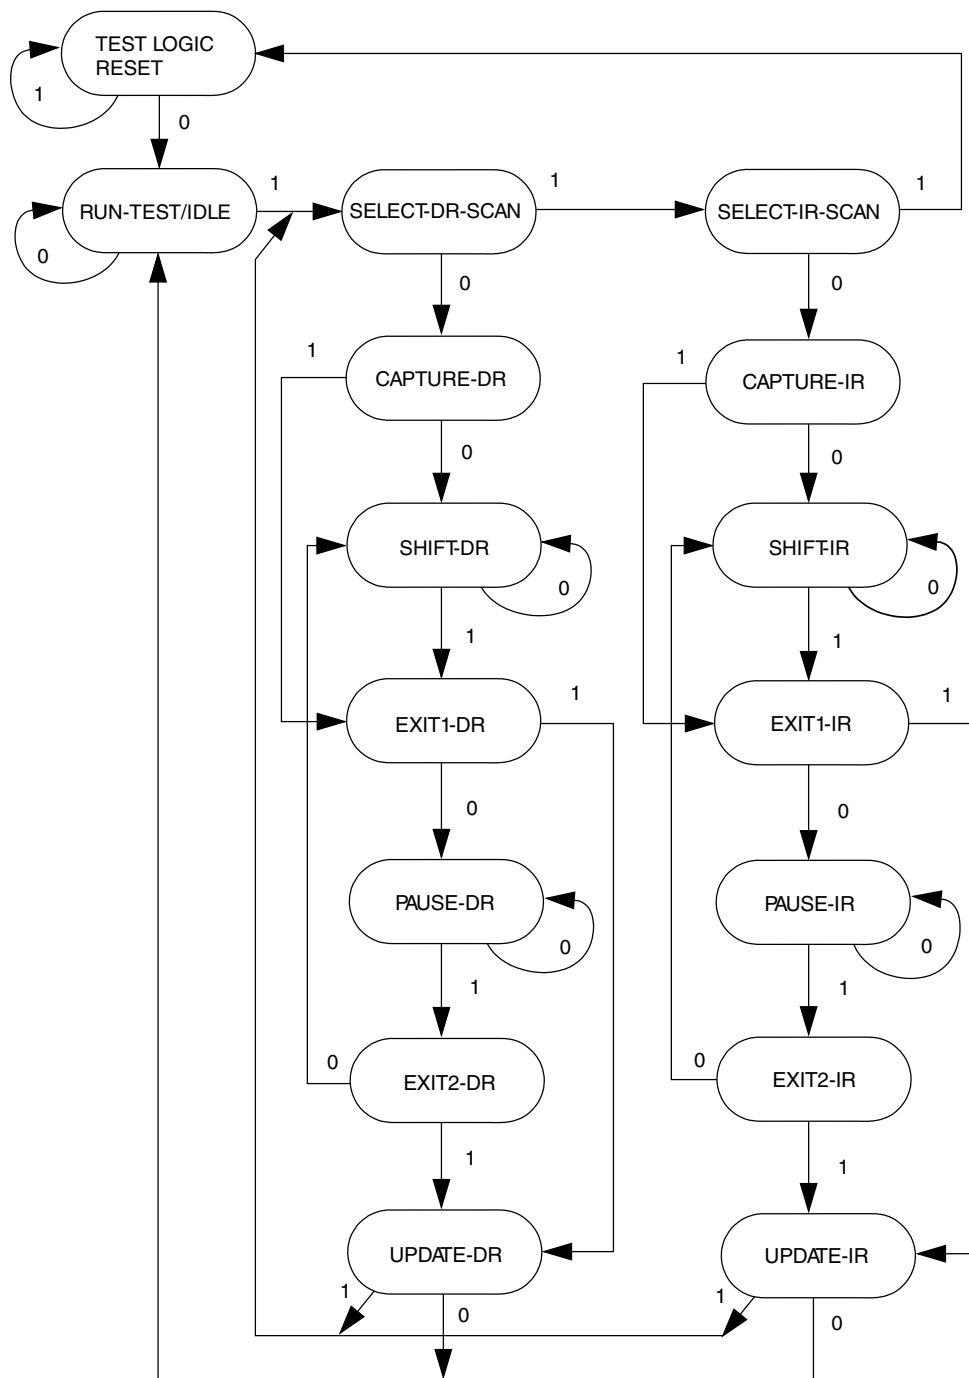 TEST LOGIC
RESET
1
0
RUN-TEST/IDLE
1
0
SELECT-DR-SCAN
1
SELECT-IR-SCAN
1
0
0
1
CAPTURE-DR
1
CAPTURE-IR
0
0
SHIFT-DR
0
SHIFT-IR
0
1
1
EXIT1-DR
1
EXIT1-IR
1
0
0
PAUSE-DR
0
PAUSE-IR
0
1
1
0
EXIT2-DR
0
EXIT2-IR
1
1
UPDATE-DR
UPDATE-IR
1
0
1
0